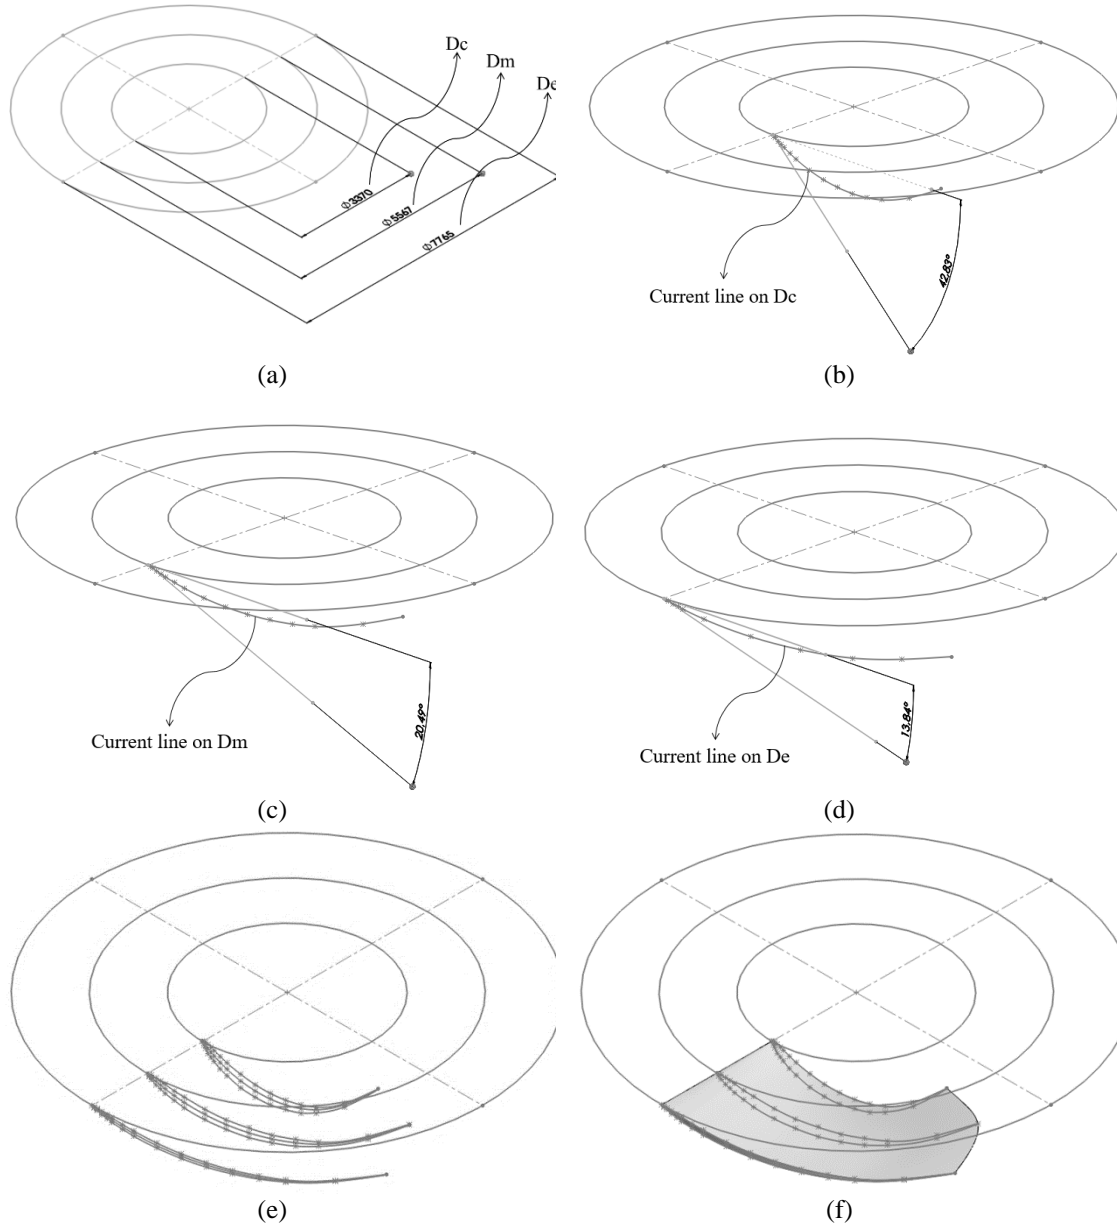 Dc
Dm
De
Φ3370
Φ5567
Φ7765
(a)
42.83°
Current line on Dc
(b)
20.49°
Current line on Dm
(c)
13.84°
Current line on De
(d)
(e)
(f)